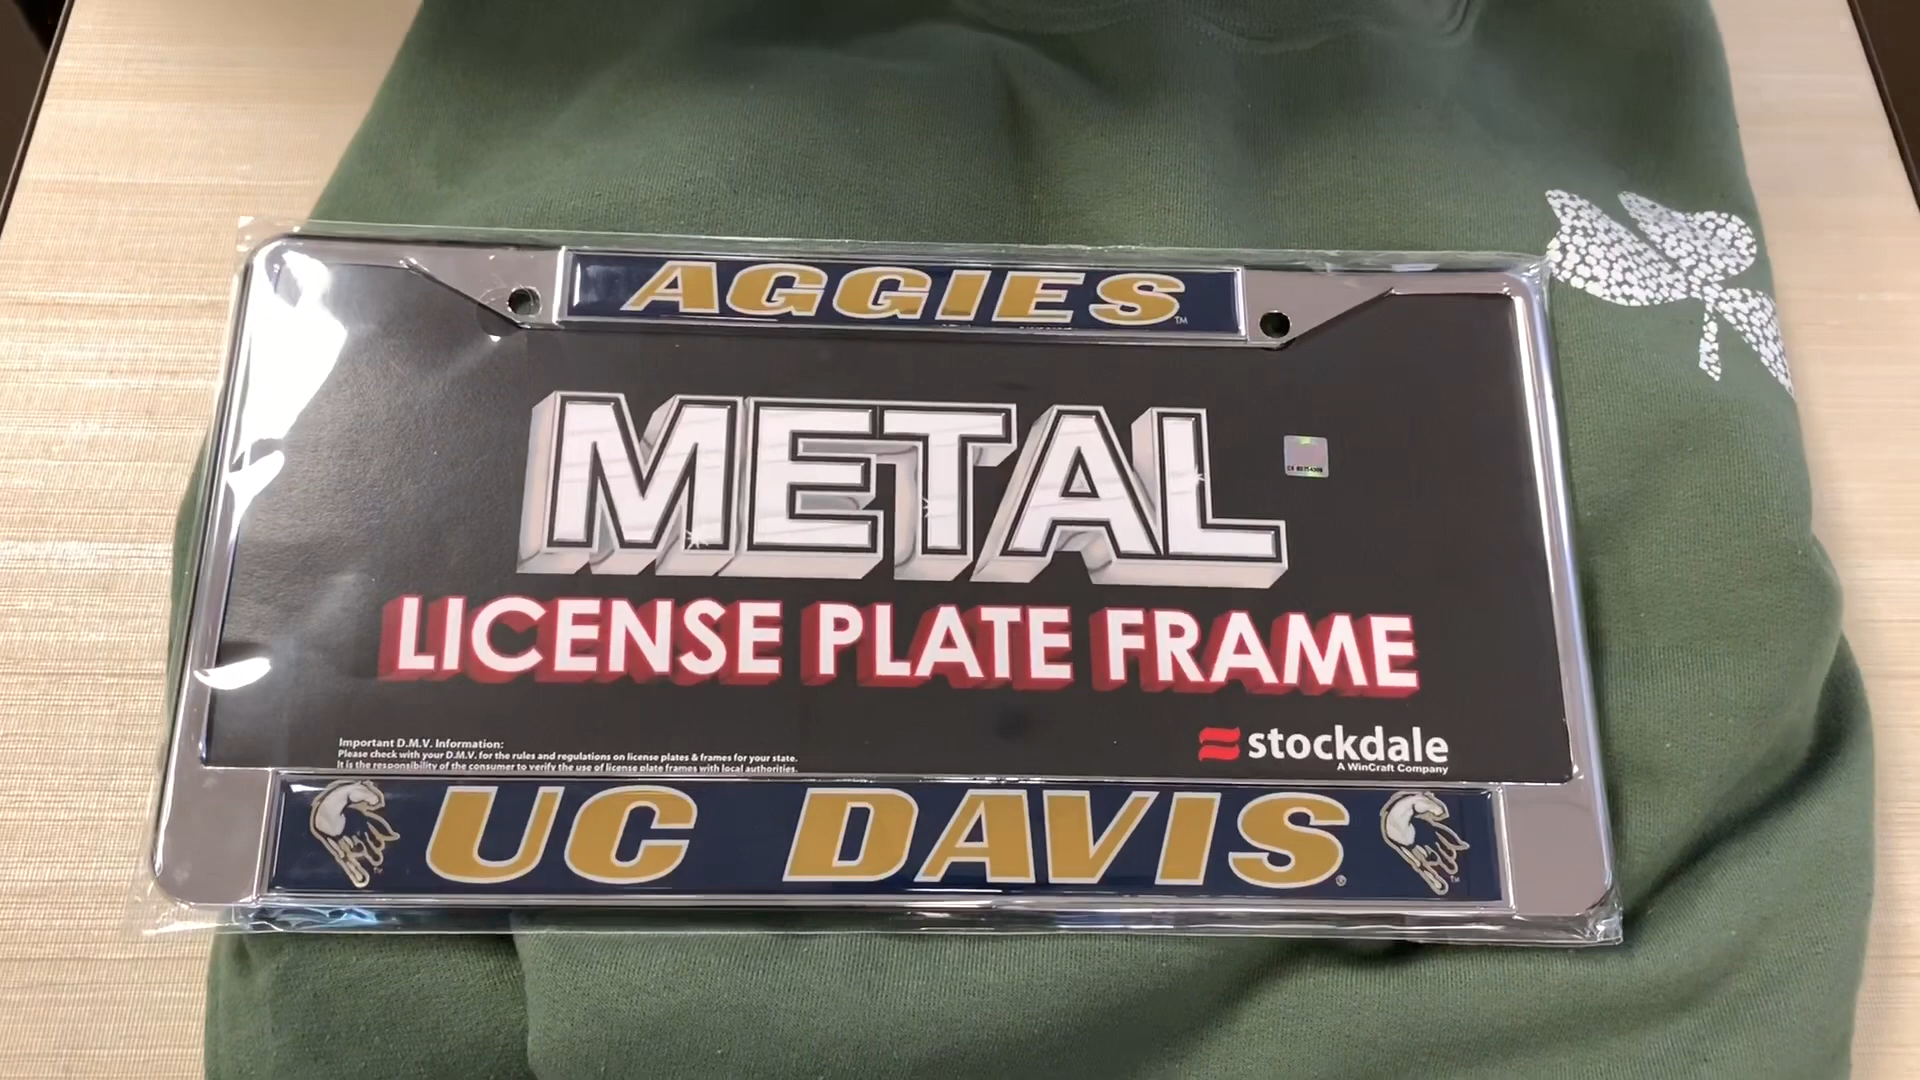 AGGIES™
METAL
LICENSE PLATE FRAME
Important D.M.V. Information:
Please check with your D.M.V. for the rules and regulations on license plates & frames for your state.
It is the responsibility of the consumer to verify the use of license plate frames with local authorities.
stockdale
A WinCraft Company
UC DAVIS®